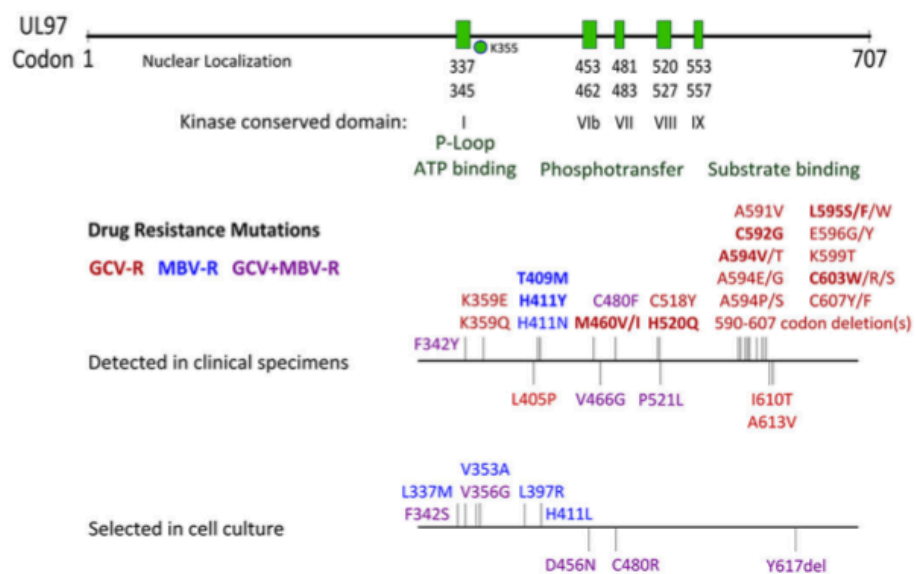 UL97
Codon 1
K355
707
Nuclear Localization
337 453 481 520 553
345 462 483 527 557
Kinase conserved domain: I VIb VII VIII IX
P-Loop
ATP binding Phosphotransfer Substrate binding
A591V L595S/F/W
Drug Resistance Mutations C592G E596G/Y
A594V/T K599T
GCV-R MBV-R GCV+MBV-R
T409M A594E/G C603W/R/S
K359E H411Y C480F C518Y A594P/S C607Y/F
K359Q H411N M460V/I H520Q 590-607 codon deletion(s)
F342Y
Detected in clinical specimens
L405P V466G P521L I610T
A613V
V353A
L337M V356G L397R
F342S H411L
Selected in cell culture
D456N C480R Y617del